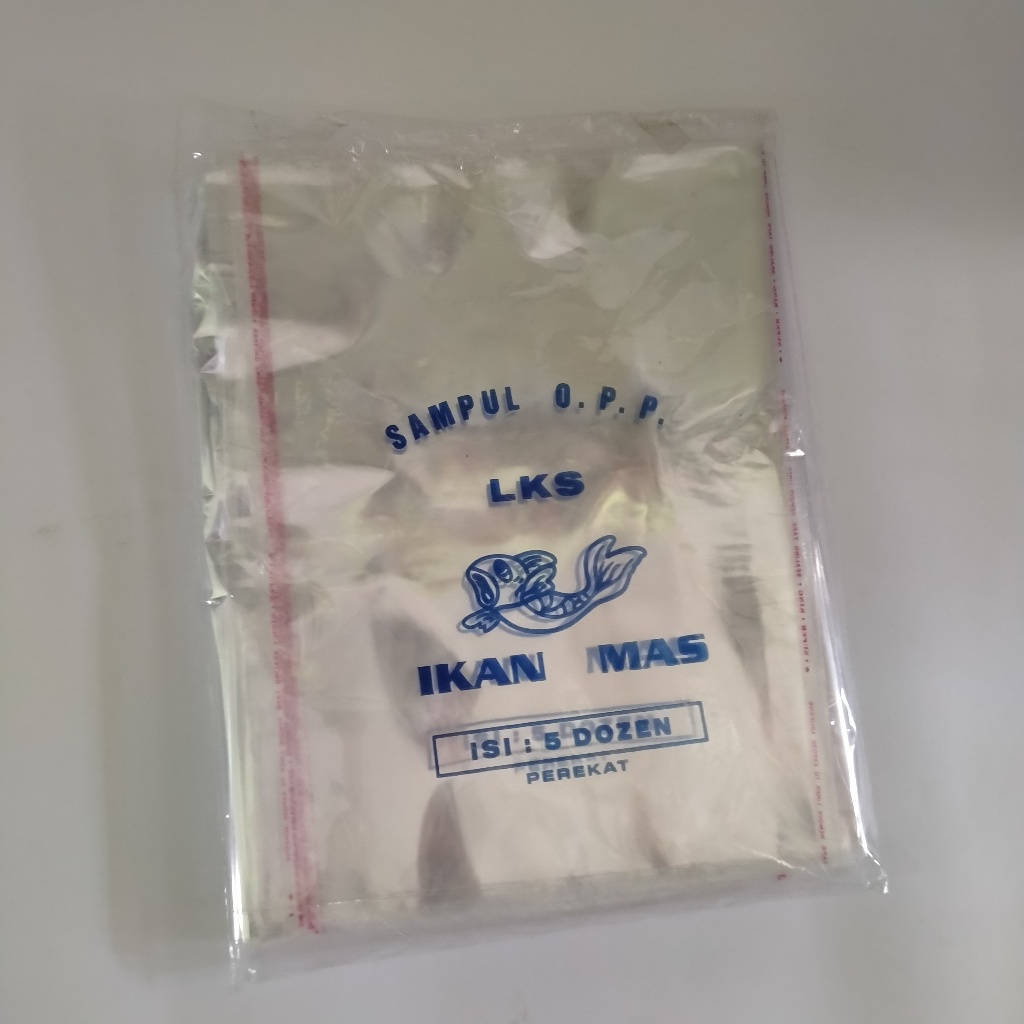 SAMPUL O.P.P.
LKS
IKAN MAS
ISI : 5 DOZEN
PEREKAT